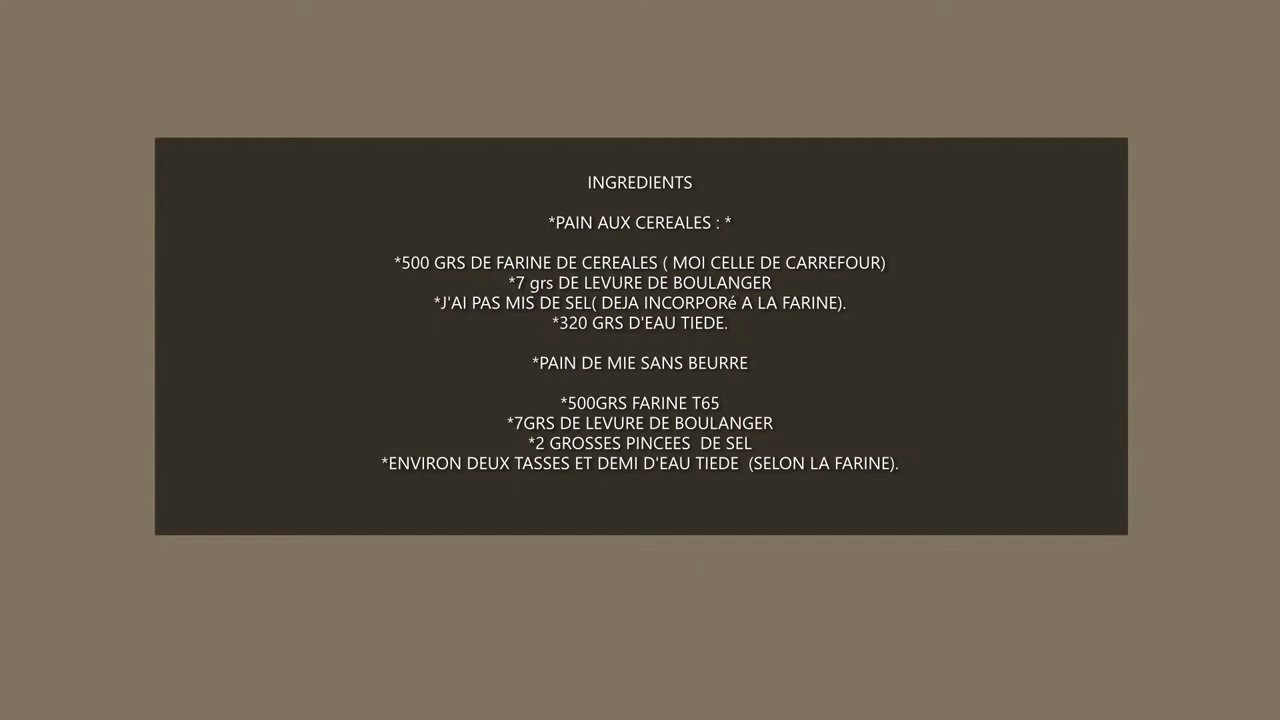 INGREDIENTS
*PAIN AUX CEREALES : *
*500 GRS DE FARINE DE CEREALES ( MOI CELLE DE CARREFOUR)
*7 grs DE LEVURE DE BOULANGER
*J'AI PAS MIS DE SEL( DEJA INCORPORé A LA FARINE).
*320 GRS D'EAU TIEDE.
*PAIN DE MIE SANS BEURRE
*500GRS FARINE T65
*7GRS DE LEVURE DE BOULANGER
*2 GROSSES PINCEES  DE SEL
*ENVIRON DEUX TASSES ET DEMI D'EAU TIEDE  (SELON LA FARINE).